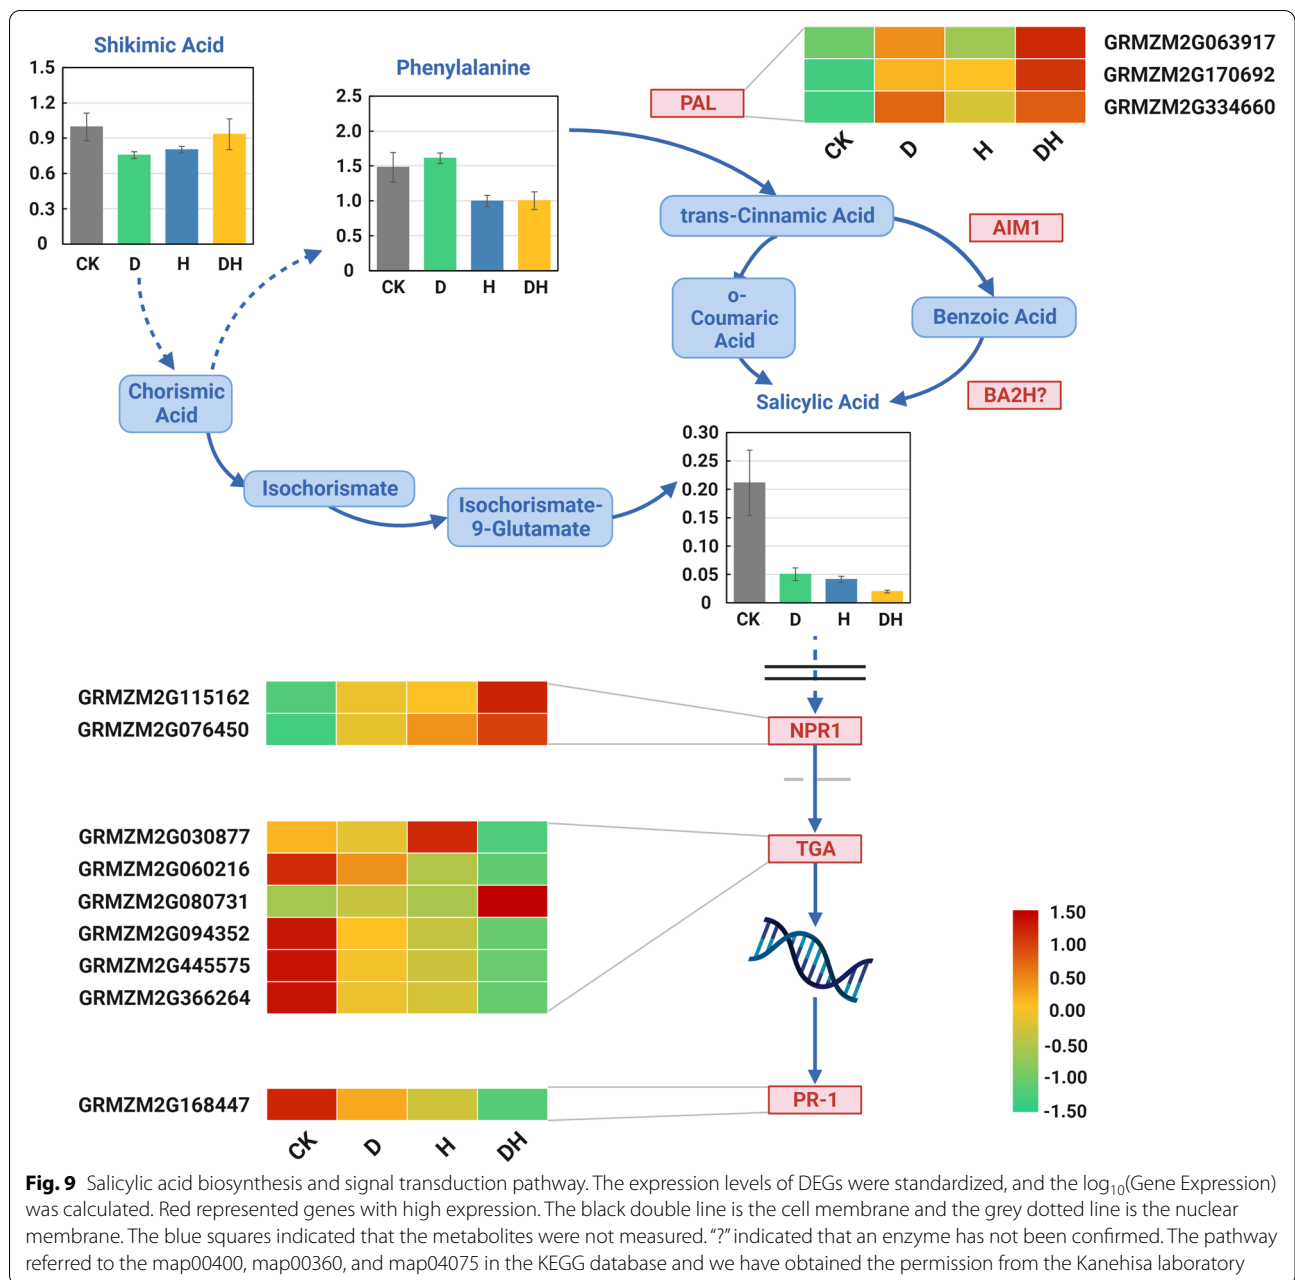 Shikimic Acid
1.5
1.2
0.9
0.6
0.3
0
CK D H DH
Phenylalanine
2.5
2.0
1.5
1.0
0.5
0
CK D H DH
PAL
GRMZM2G063917
GRMZM2G170692
GRMZM2G334660
CK D H DH
trans-Cinnamic Acid
AIM1
o-
Coumaric
Acid
Benzoic Acid
BA2H?
Chorismic
Acid
Isochorismate
Isochorismate-
9-Glutamate
Salicylic Acid
0.30
0.25
0.20
0.15
0.10
0.05
0
CK D H DH
GRMZM2G115162
GRMZM2G076450
NPR1
GRMZM2G030877
GRMZM2G060216
GRMZM2G080731
GRMZM2G094352
GRMZM2G445575
GRMZM2G366264
TGA
GRMZM2G168447
PR-1
CK D H DH
1.50
1.00
0.50
0.00
-0.50
-1.00
-1.50
Fig. 9 Salicylic acid biosynthesis and signal transduction pathway. The expression levels of DEGs were standardized, and the log10(Gene Expression)
was calculated. Red represented genes with high expression. The black double line is the cell membrane and the grey dotted line is the nuclear
membrane. The blue squares indicated that the metabolites were not measured. “?” indicated that an enzyme has not been confirmed. The pathway
referred to the map00400, map00360, and map04075 in the KEGG database and we have obtained the permission from the Kanehisa laboratory